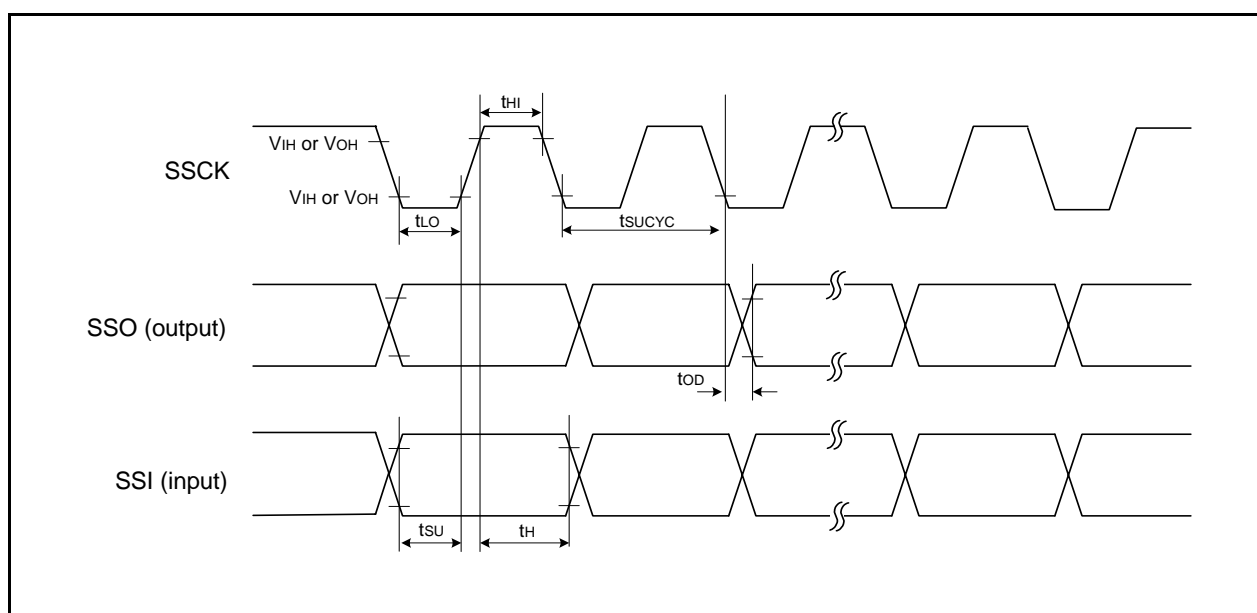 tHI
VIH or VOH
SSCK
VIH or VOH
tLO
tSUCYC
SSO (output)
tOD
SSI (input)
tSU
tH